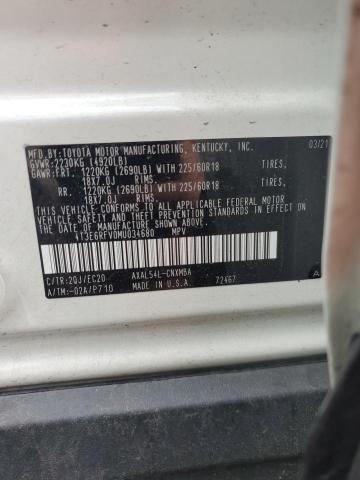 MFD.BY:TOYOTA MOTOR MANUFACTURING, KENTUCKY, INC. 03/21
GVWR:2230KG (4920LB)
GAWR:FRT. 1220KG (2690LB) WITH 225/60R18 TIRES,
18X7.0J RIMS
RR. 1220KG (2690LB) WITH 225/60R18 TIRES,
18X7.0J RIMS
THIS VEHICLE CONFORMS TO ALL APPLICABLE FEDERAL MOTOR
VEHICLE SAFETY AND BUMPER STANDARDS IN EFFECT ON THE DATE
OF MANUFACTURE SHOWN ABOVE.
4T3E6RFV0MU034680 MPV
C/TR:2QJ/EC20 AXAL54L-CNXMBA
A/TM:-02A/P710 MADE IN U.S.A. 72467 A